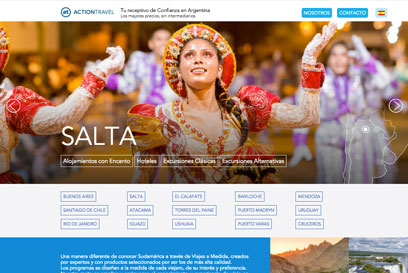 at ACTIONTRAVEL
Tu receptivo de Confianza en Argentina
Los mejores precios, sin intermediarios.
NOSOTROS CONTACTO
SALTA
Alojamientos con Encanto Hoteles Excursiones Clásicas Excursiones Alternativas
BUENOS AIRES SALTA EL CALAFATE BARILOCHE MENDOZA
SANTIAGO DE CHILE ATACAMA TORRES DEL PAINE PUERTO MADRYN URUGUAY
RIO DE JANEIRO IGUAZÚ USHUAIA PUERTO VARAS CRUCEROS
Una manera diferente de conocer Sudamérica a través de Viajes a Medida, creados
por expertos y con productos seleccionados por ser los de más alta calidad.
Los programas se diseñan a la medida de cada viajero, de su interés y preferencia.